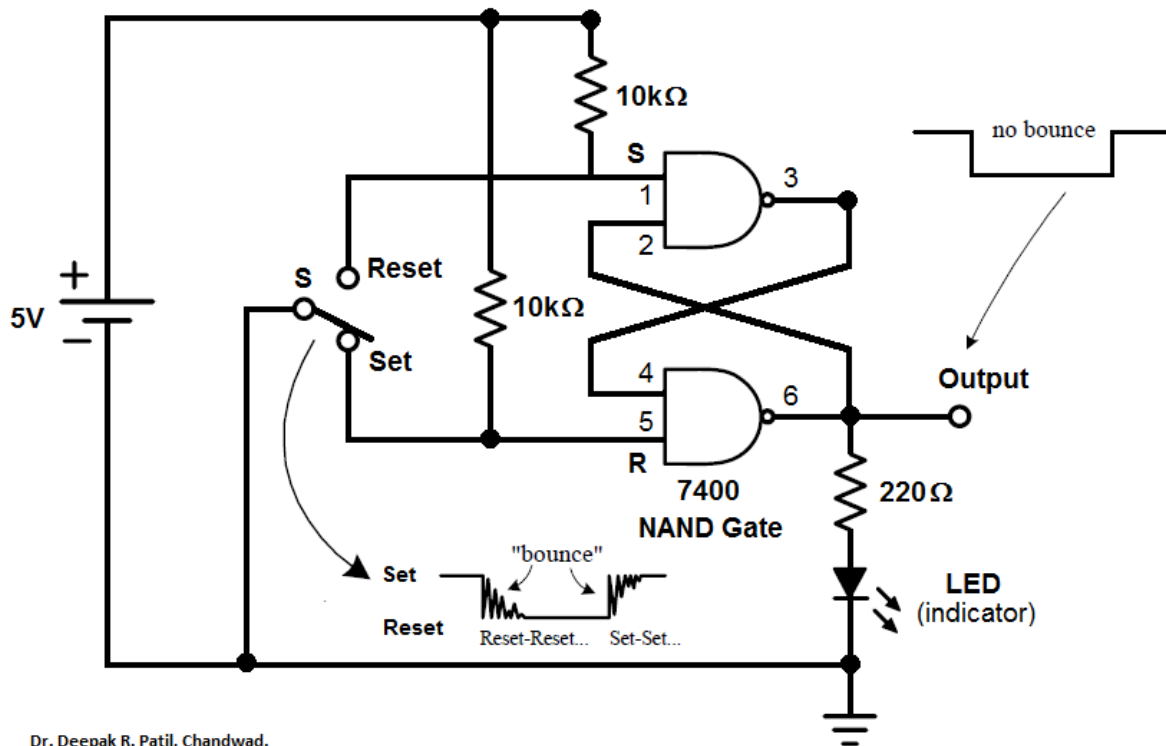 10kΩ
no bounce
S
1
3
2
Reset
S
+
5V
−
10kΩ
Set
4
6
Output
5
R
7400
NAND Gate
220Ω
"bounce"
Set
LED
(indicator)
Reset
Reset-Reset...
Set-Set...
Dr. Deepak R. Patil, Chandwad.